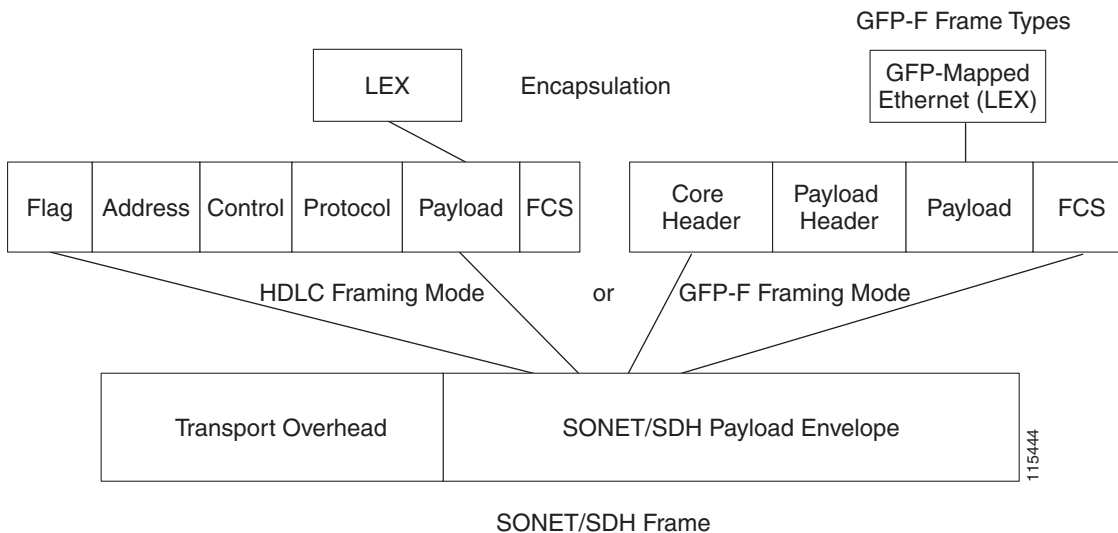 GFP-F Frame Types
LEX
Encapsulation
GFP-Mapped
Ethernet (LEX)
Flag
Address
Control
Protocol
Payload
FCS
Core
Header
Payload
Header
Payload
FCS
HDLC Framing Mode
or
GFP-F Framing Mode
Transport Overhead
SONET/SDH Payload Envelope
115444
SONET/SDH Frame